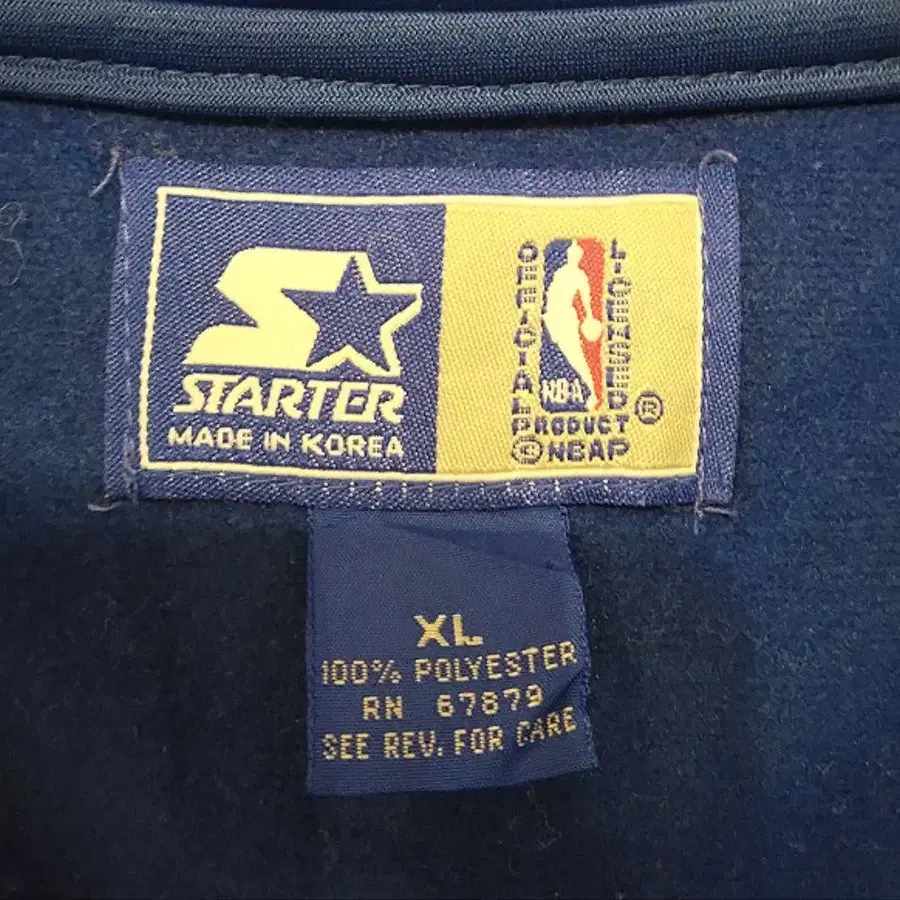 STARTER
MADE IN KOREA
OFFICIAL
LICENSED
NBA
PRODUCT
© NBAP
®
XL
100% POLYESTER
RN 67879
SEE REV. FOR CARE